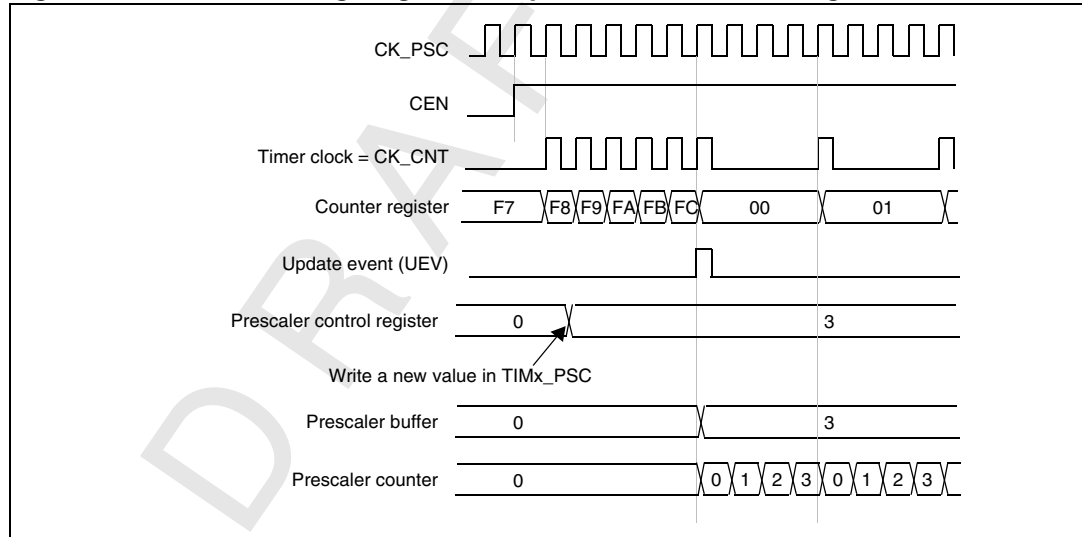 CK_PSC
CEN
Timer clock = CK_CNT
Counter register F7 F8 F9 FA FB FC 00 01
Update event (UEV)
Prescaler control register 0 3
Write a new value in TIMx_PSC
Prescaler buffer 0 3
Prescaler counter 0 0 1 2 3 0 1 2 3
DRAF